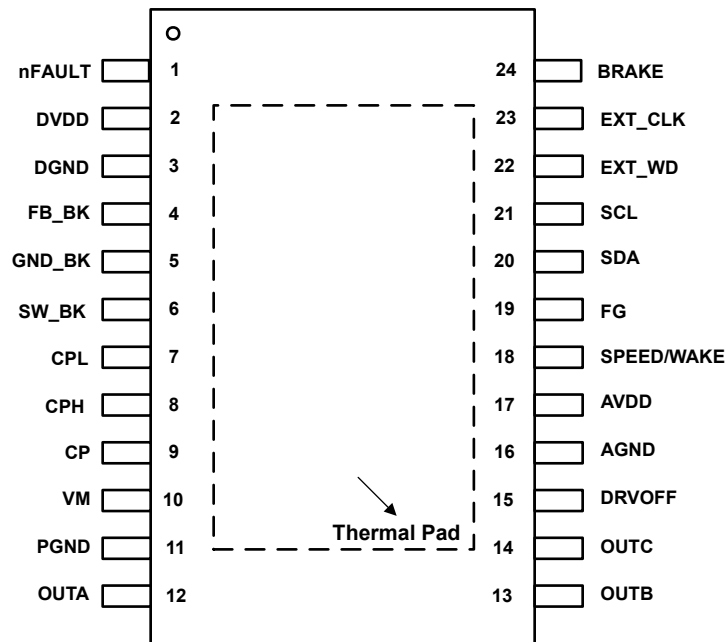 nFAULT 1 24 BRAKE
DVDD 2 23 EXT_CLK
DGND 3 22 EXT_WD
FB_BK 4 21 SCL
GND_BK 5 20 SDA
SW_BK 6 19 FG
CPL 7 18 SPEED/WAKE
CPH 8 17 AVDD
CP 9 16 AGND
VM 10 15 DRVOFF
Thermal Pad
PGND 11 14 OUTC
OUTA 12 13 OUTB